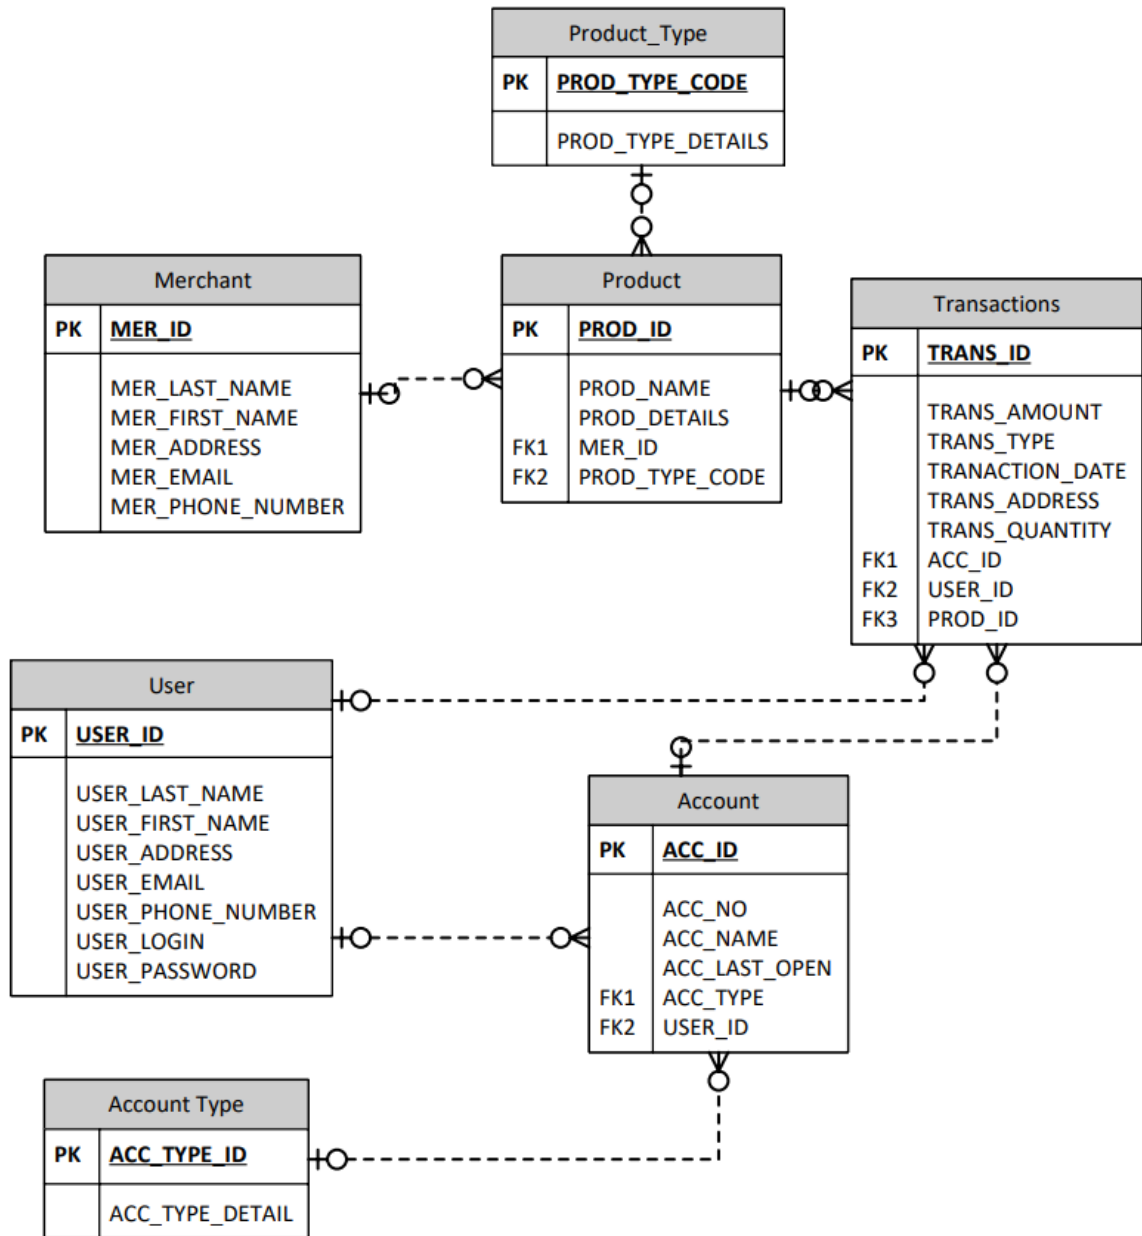 Product_Type
PK PROD_TYPE_CODE
PROD_TYPE_DETAILS
Merchant
PK MER_ID
MER_LAST_NAME
MER_FIRST_NAME
MER_ADDRESS
MER_EMAIL
MER_PHONE_NUMBER
Product
PK PROD_ID
PROD_NAME
PROD_DETAILS
FK1 MER_ID
FK2 PROD_TYPE_CODE
Transactions
PK TRANS_ID
TRANS_AMOUNT
TRANS_TYPE
TRANACTION_DATE
TRANS_ADDRESS
TRANS_QUANTITY
FK1 ACC_ID
FK2 USER_ID
FK3 PROD_ID
User
PK USER_ID
USER_LAST_NAME
USER_FIRST_NAME
USER_ADDRESS
USER_EMAIL
USER_PHONE_NUMBER
USER_LOGIN
USER_PASSWORD
Account
PK ACC_ID
ACC_NO
ACC_NAME
ACC_LAST_OPEN
FK1 ACC_TYPE
FK2 USER_ID
Account Type
PK ACC_TYPE_ID
ACC_TYPE_DETAIL